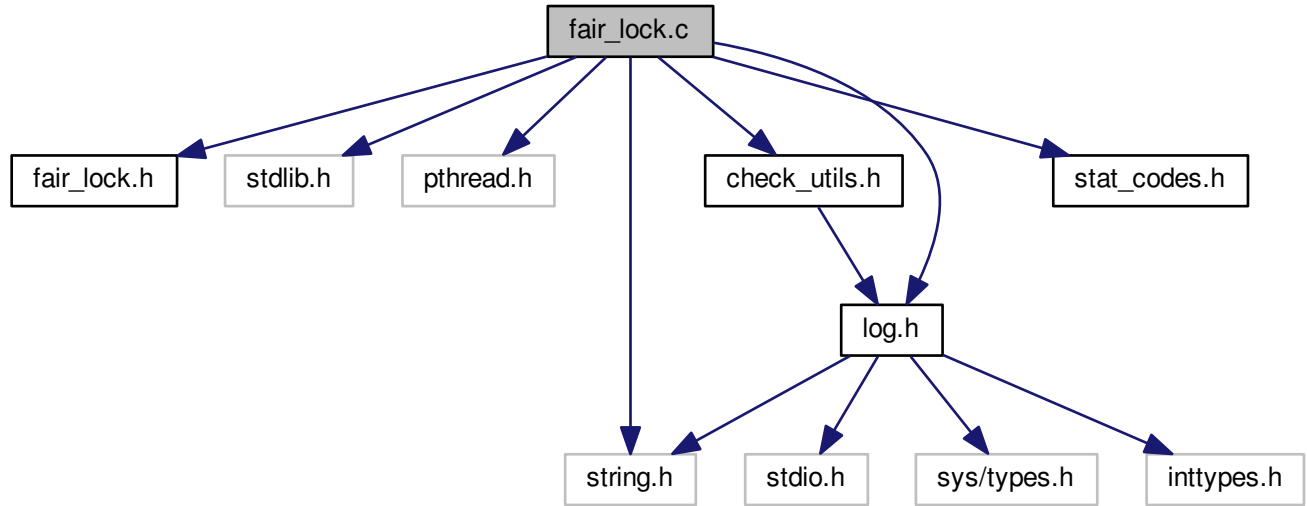 fair_lock.c
fair_lock.h
stdlib.h
pthread.h
check_utils.h
stat_codes.h
log.h
string.h
stdio.h
sys/types.h
inttypes.h